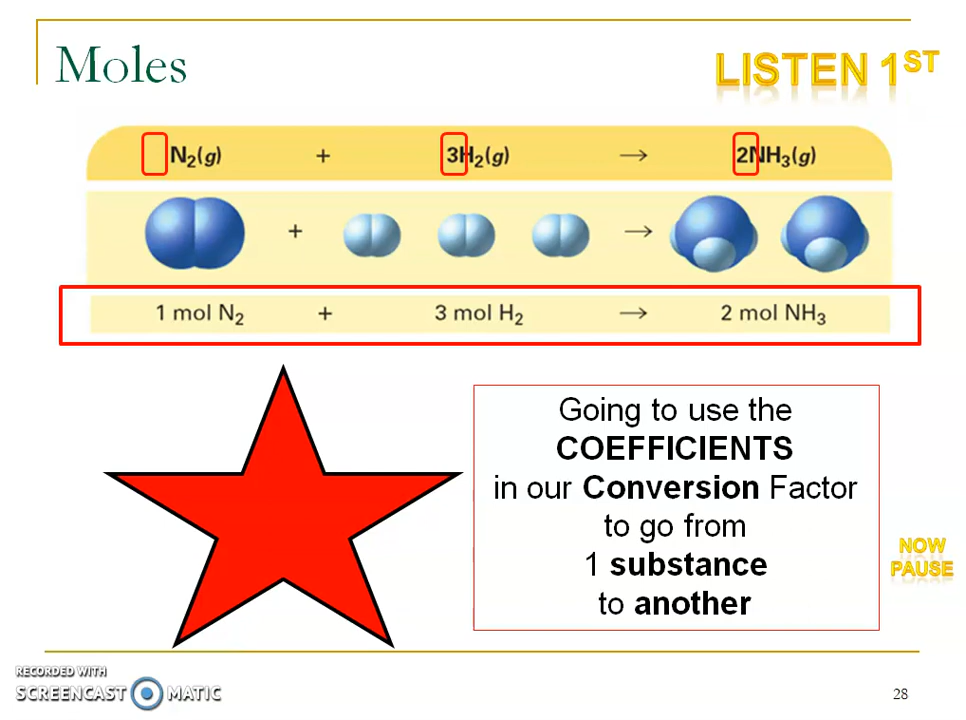 Moles
LISTEN 1ST
N₂(g) + 3H₂(g) → 2NH₃(g)
+ →
1 mol N₂ + 3 mol H₂ → 2 mol NH₃
Going to use the
COEFFICIENTS
in our Conversion Factor
to go from
1 substance
to another
NOW
PAUSE
RECORDED WITH
SCREENCAST MATIC
28